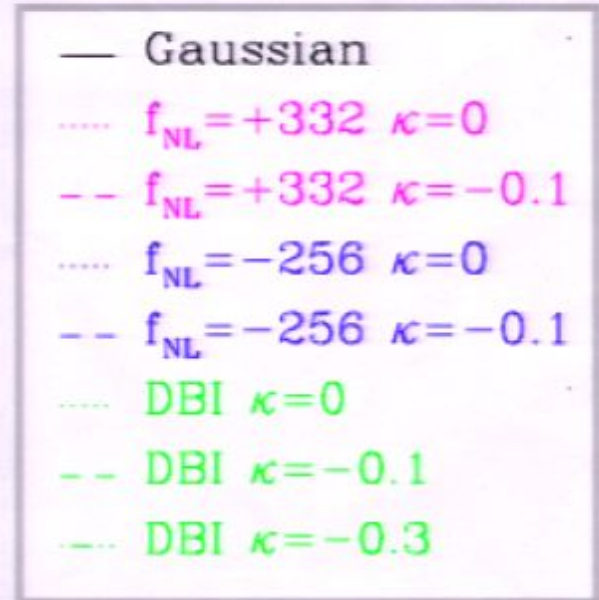 Gaussian
f_NL=+332 κ=0
f_NL=+332 κ=−0.1
f_NL=−256 κ=0
f_NL=−256 κ=−0.1
DBI κ=0
DBI κ=−0.1
DBI κ=−0.3